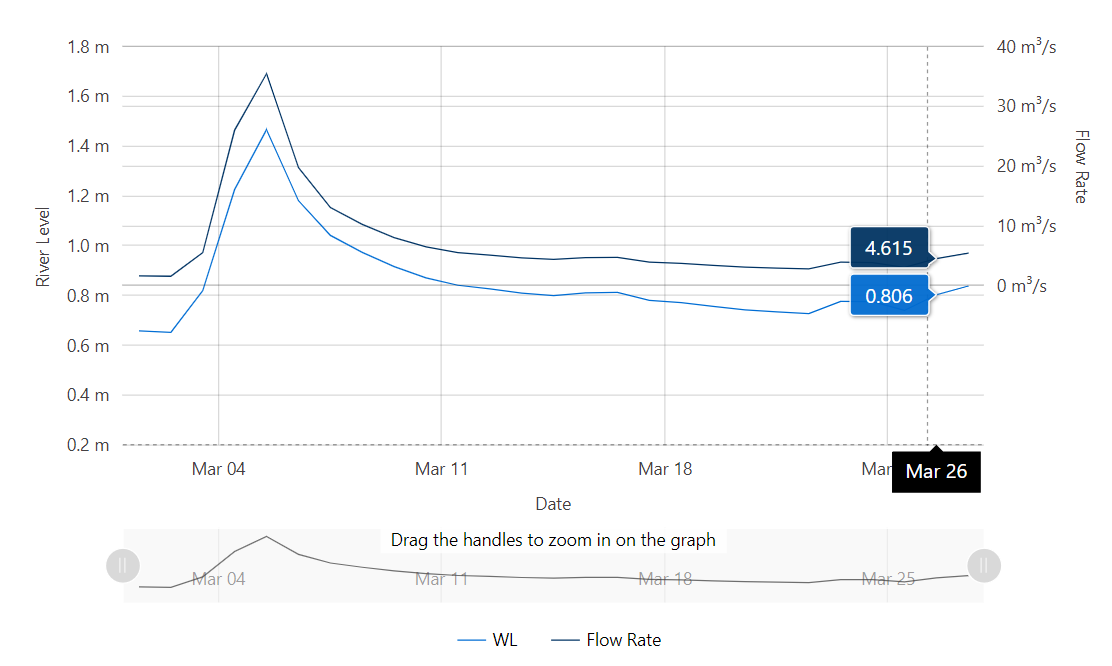 1.8 m
1.6 m
1.4 m
1.2 m
1.0 m
0.8 m
0.6 m
0.4 m
0.2 m
River Level
40 m³/s
30 m³/s
20 m³/s
10 m³/s
0 m³/s
Flow Rate
4.615
0.806
Mar 04 Mar 11 Mar 18 Mar
Mar 26
Date
Drag the handles to zoom in on the graph
Mar 04 Mar 11 Mar 18 Mar 25
WL Flow Rate